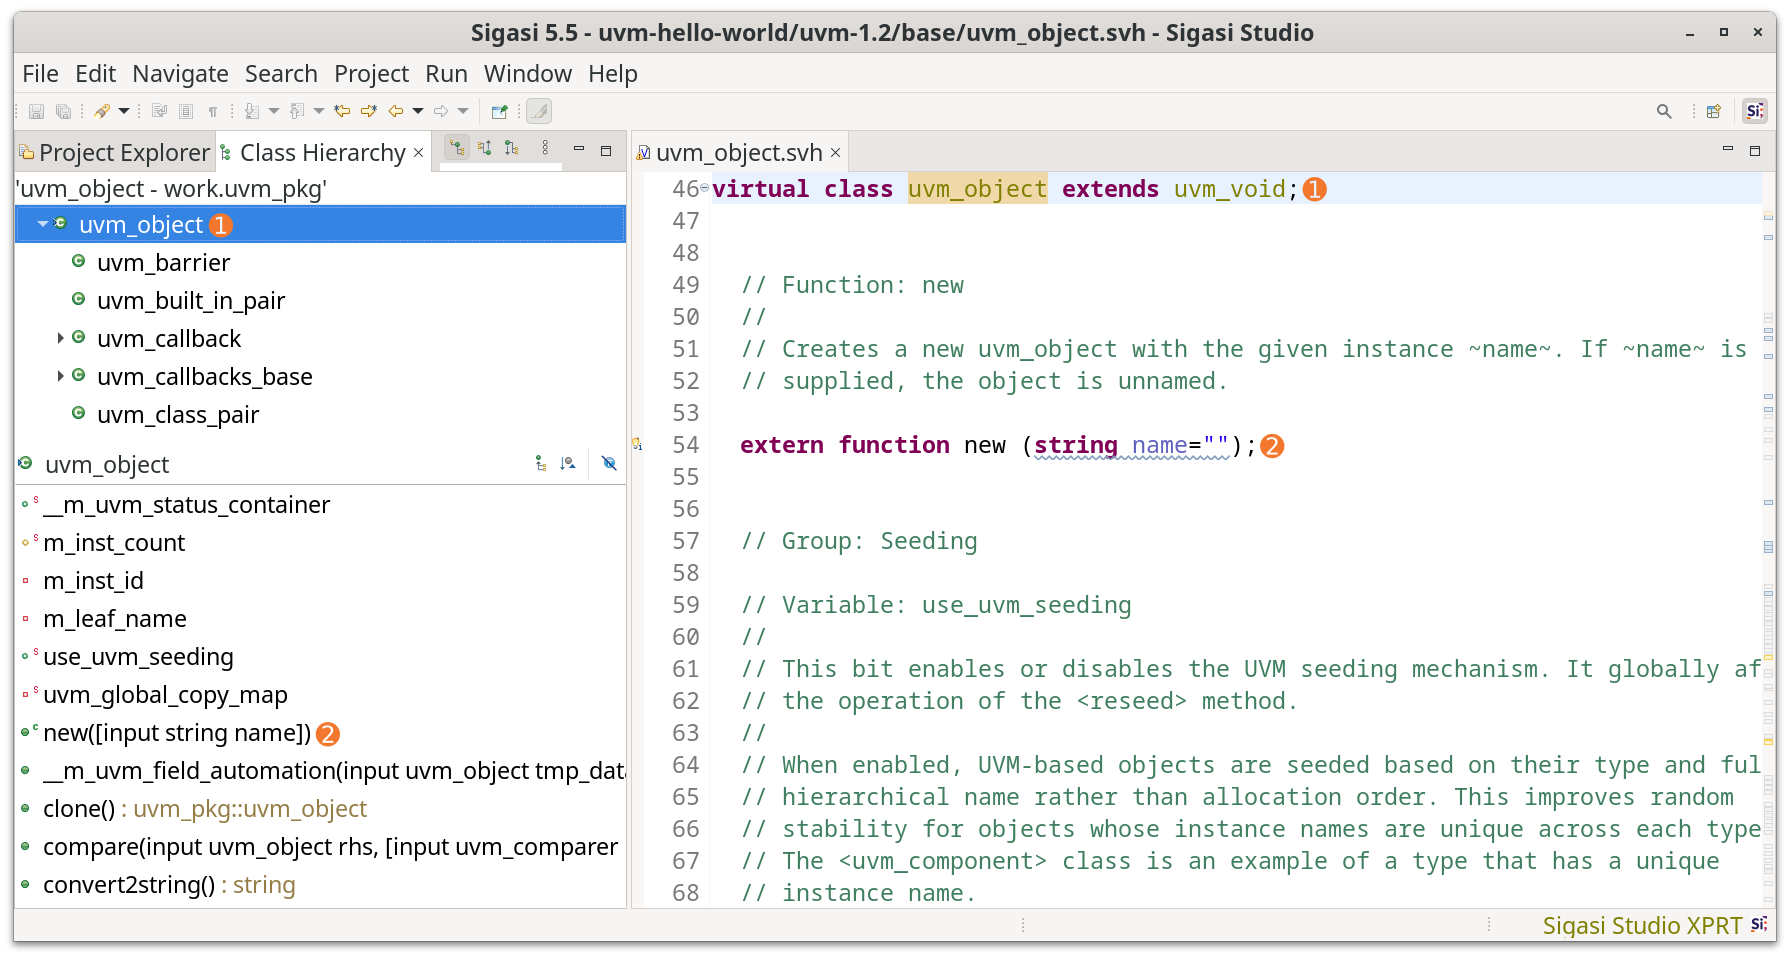 Sigasi 5.5 - uvm-hello-world/uvm-1.2/base/uvm_object.svh - Sigasi Studio
File Edit Navigate Search Project Run Window Help
Project Explorer
Class Hierarchy
'uvm_object - work.uvm_pkg'
uvm_object 1
uvm_barrier
uvm_built_in_pair
uvm_callback
uvm_callbacks_base
uvm_class_pair
uvm_object
__m_uvm_status_container
m_inst_count
m_inst_id
m_leaf_name
use_uvm_seeding
uvm_global_copy_map
new([input string name]) 2
__m_uvm_field_automation(input uvm_object tmp_data
clone() : uvm_pkg::uvm_object
compare(input uvm_object rhs, [input uvm_comparer
convert2string() : string
uvm_object.svh
46 virtual class uvm_object extends uvm_void; 1
47
48
49 // Function: new
50 //
51 // Creates a new uvm_object with the given instance ~name~. If ~name~ is
52 // supplied, the object is unnamed.
53
54 extern function new (string name=""); 2
55
56
57 // Group: Seeding
58
59 // Variable: use_uvm_seeding
60 //
61 // This bit enables or disables the UVM seeding mechanism. It globally af
62 // the operation of the <reseed> method.
63 //
64 // When enabled, UVM-based objects are seeded based on their type and ful
65 // hierarchical name rather than allocation order. This improves random
66 // stability for objects whose instance names are unique across each type
67 // The <uvm_component> class is an example of a type that has a unique
68 // instance name.
Sigasi Studio XPRT Si;